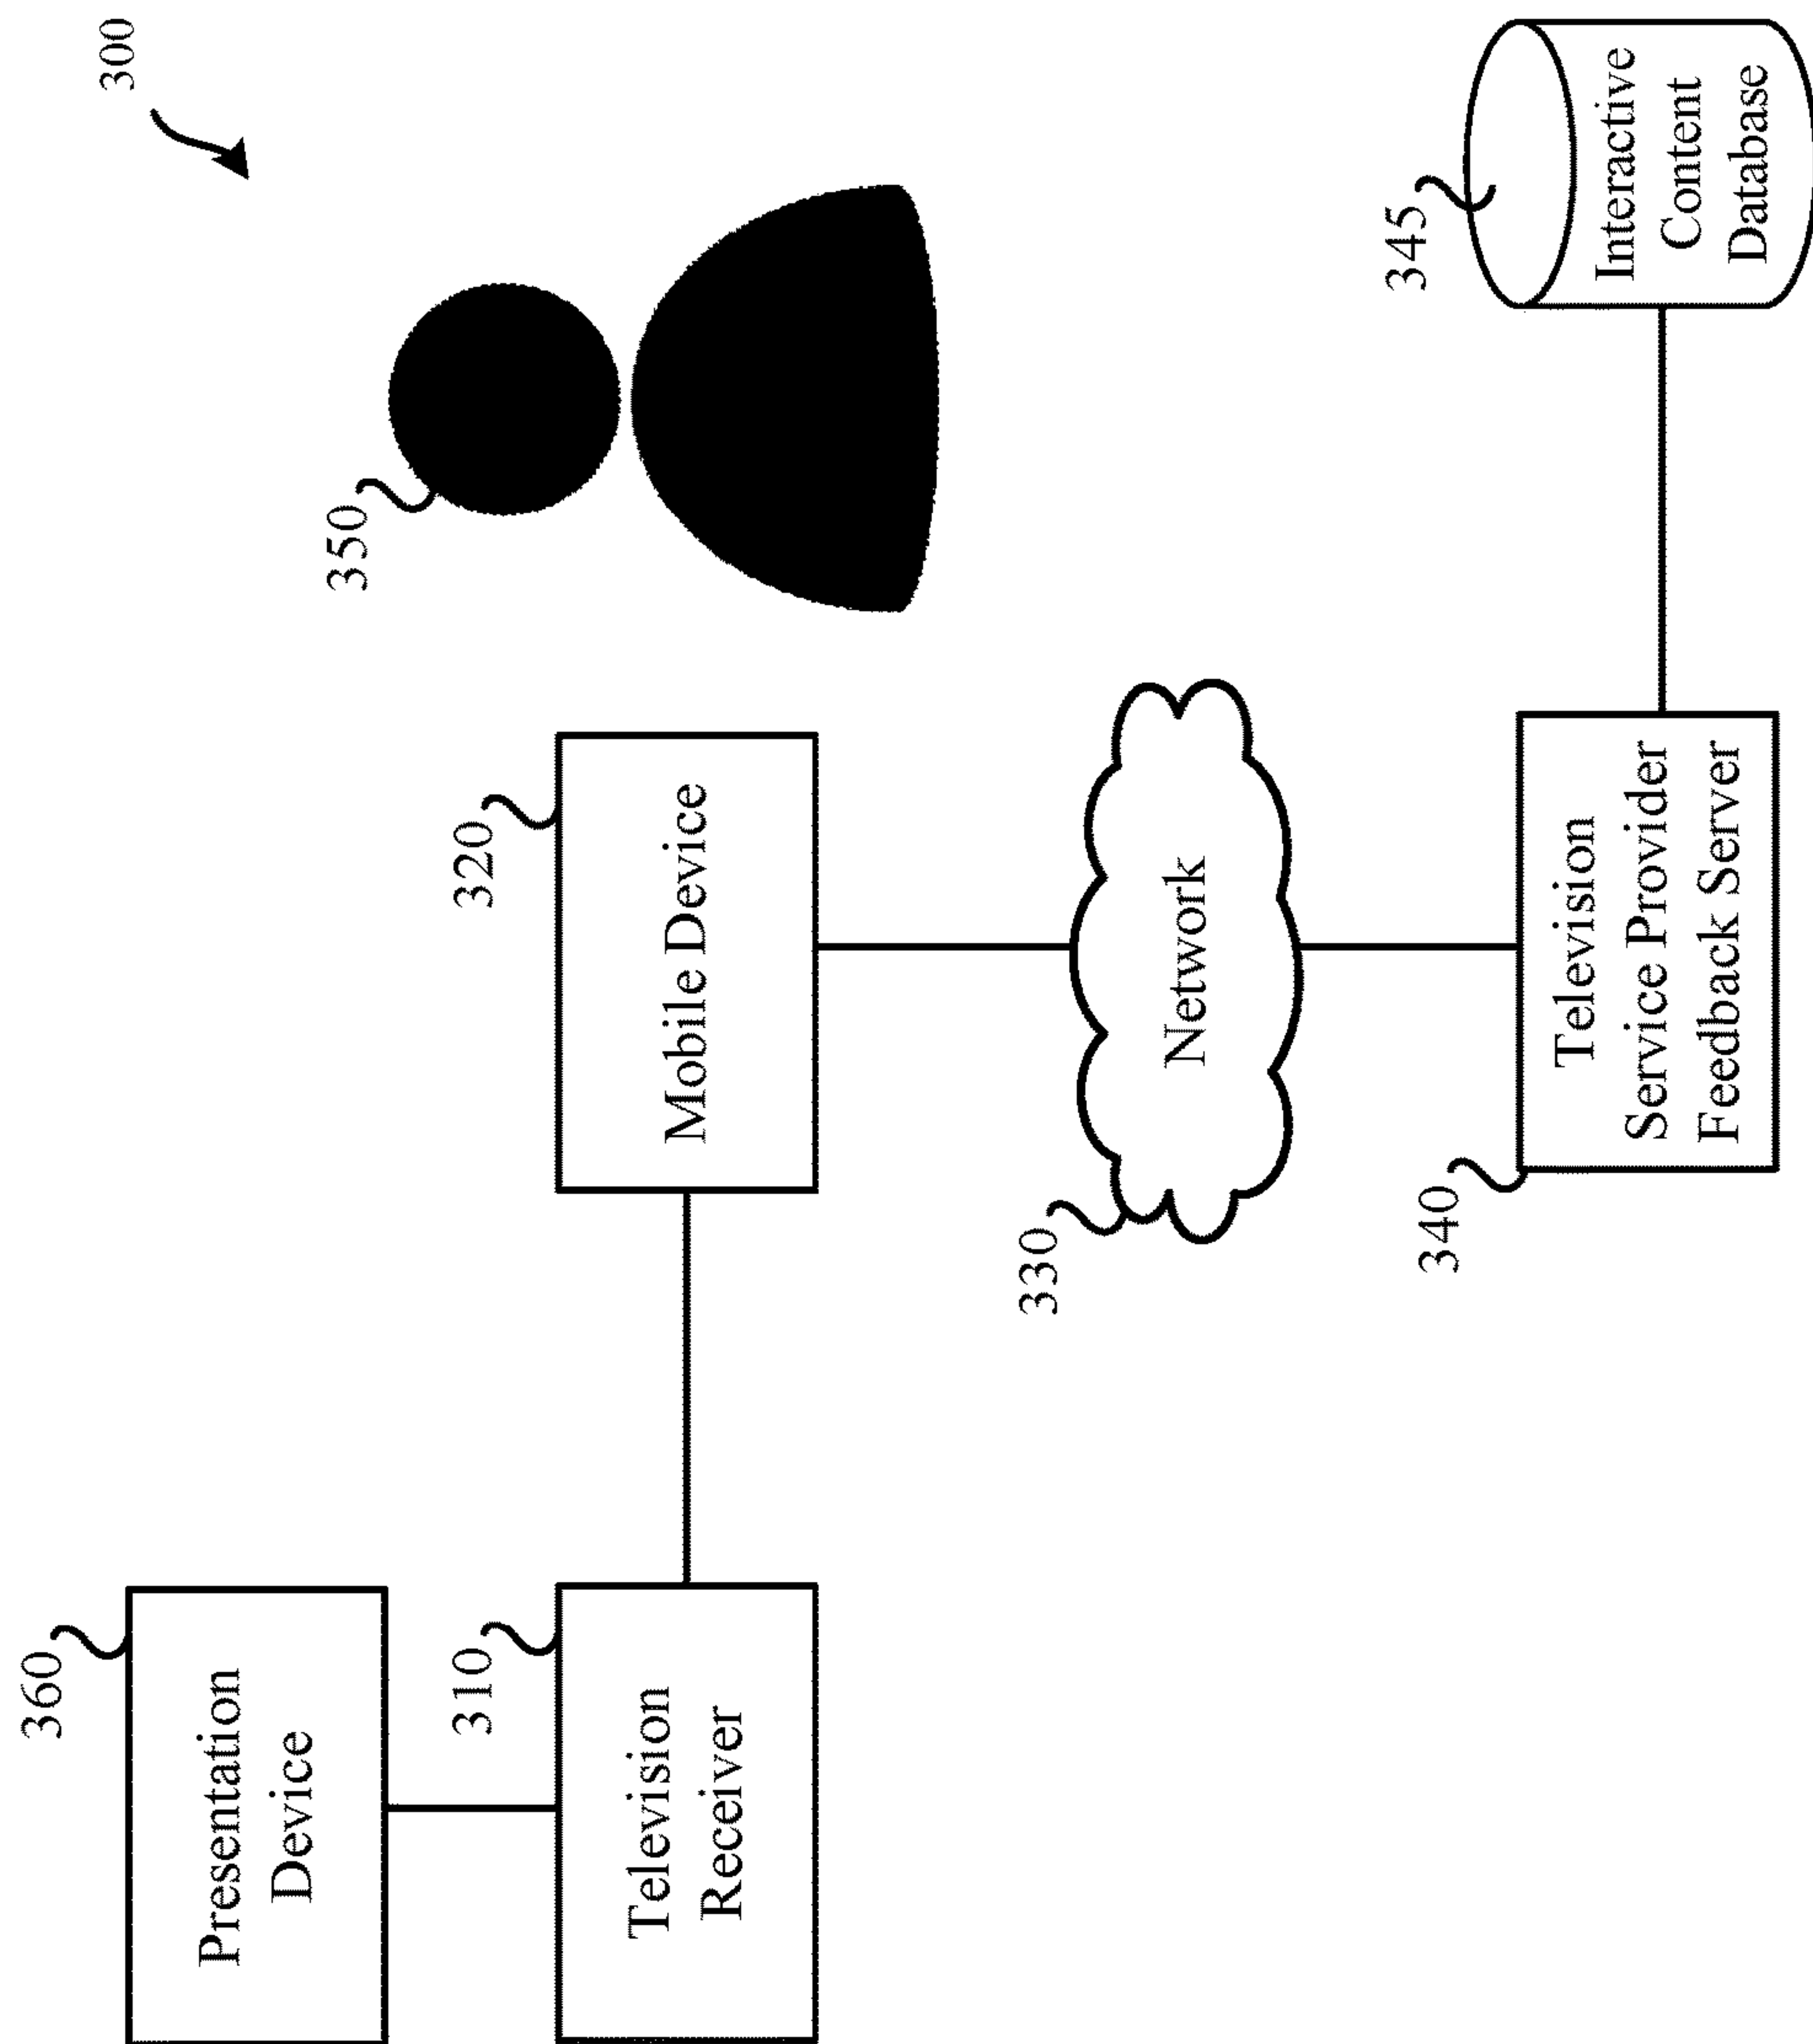 300
360
Presentation
Device
310
Television
Receiver
320
Mobile Device
350
330
Network
340
Television
Service Provider
Feedback Server
345
Interactive
Content
Database